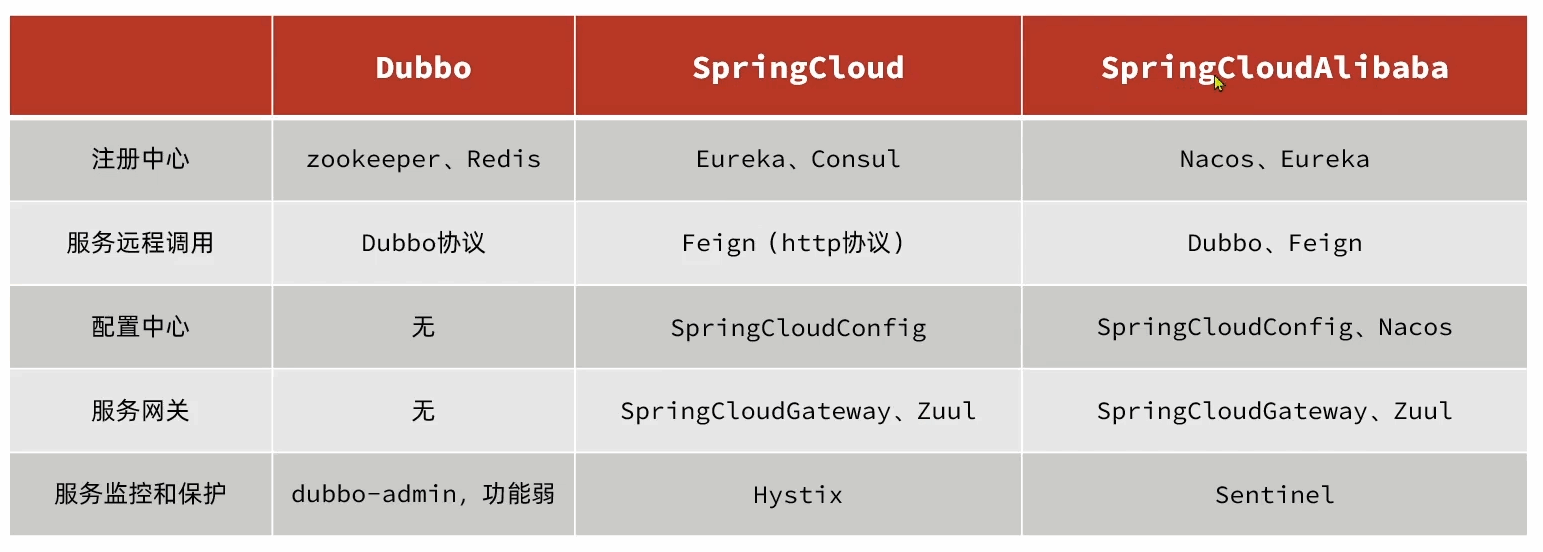 Dubbo SpringCloud SpringCloudAlibaba
注册中心 zookeeper、Redis Eureka、Consul Nacos、Eureka
服务远程调用 Dubbo协议 Feign（http协议） Dubbo、Feign
配置中心 无 SpringCloudConfig SpringCloudConfig、Nacos
服务网关 无 SpringCloudGateway、Zuul SpringCloudGateway、Zuul
服务监控和保护 dubbo-admin，功能弱 Hystix Sentinel